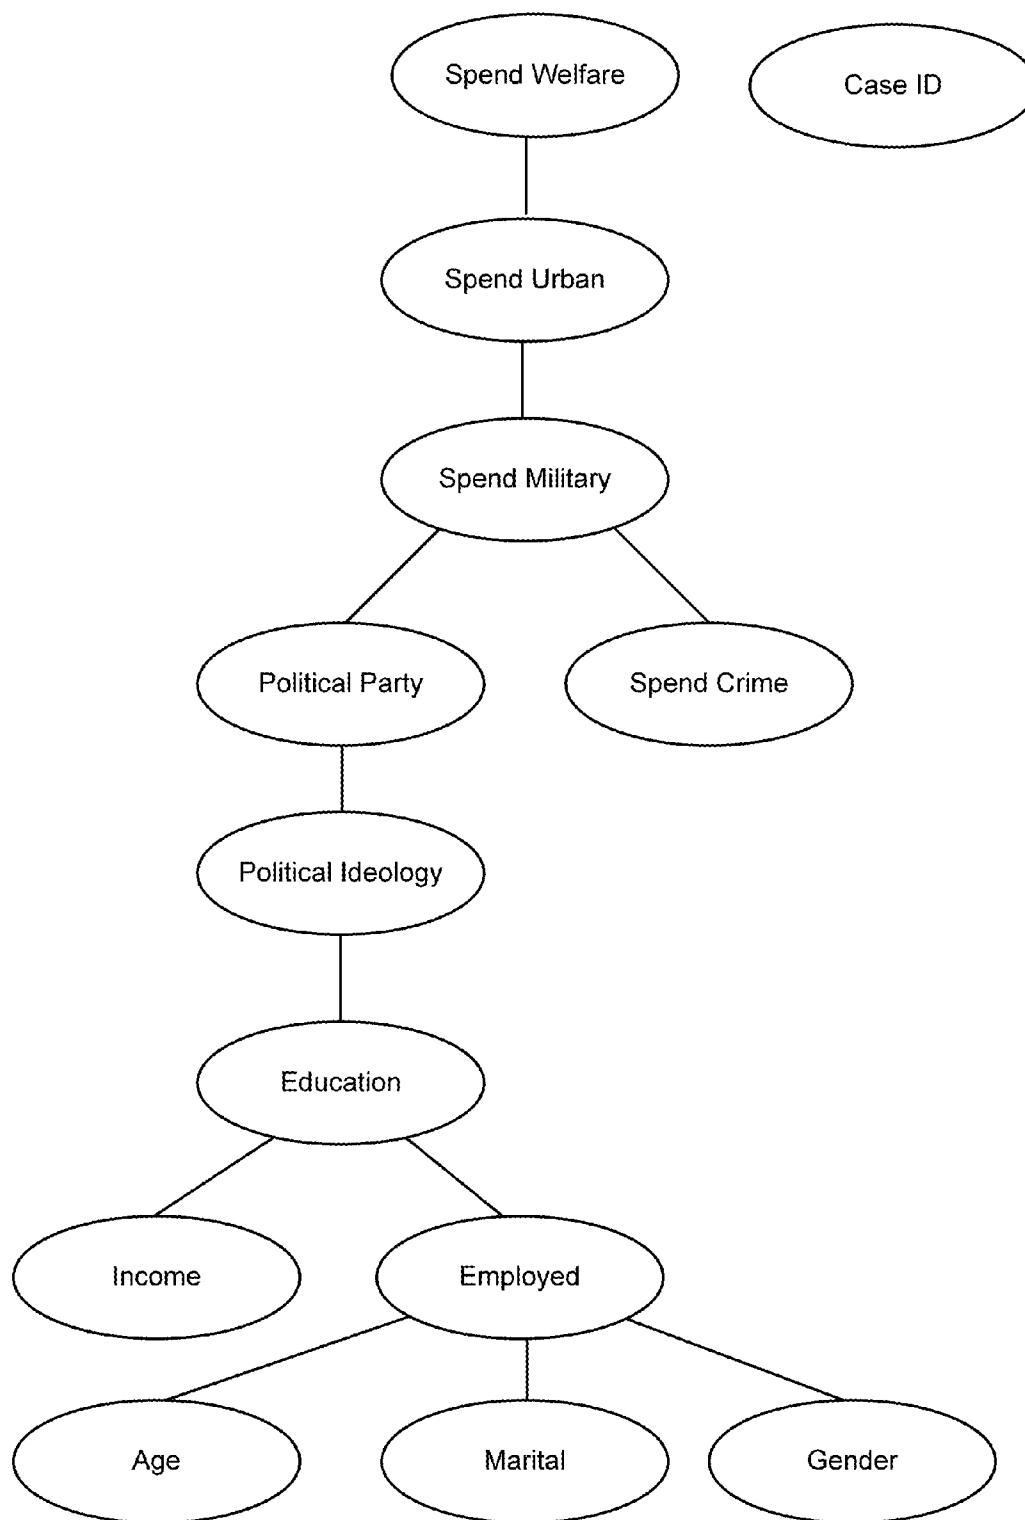 Spend Welfare
Case ID
Spend Urban
Spend Military
Political Party
Spend Crime
Political Ideology
Education
Income
Employed
Age
Marital
Gender